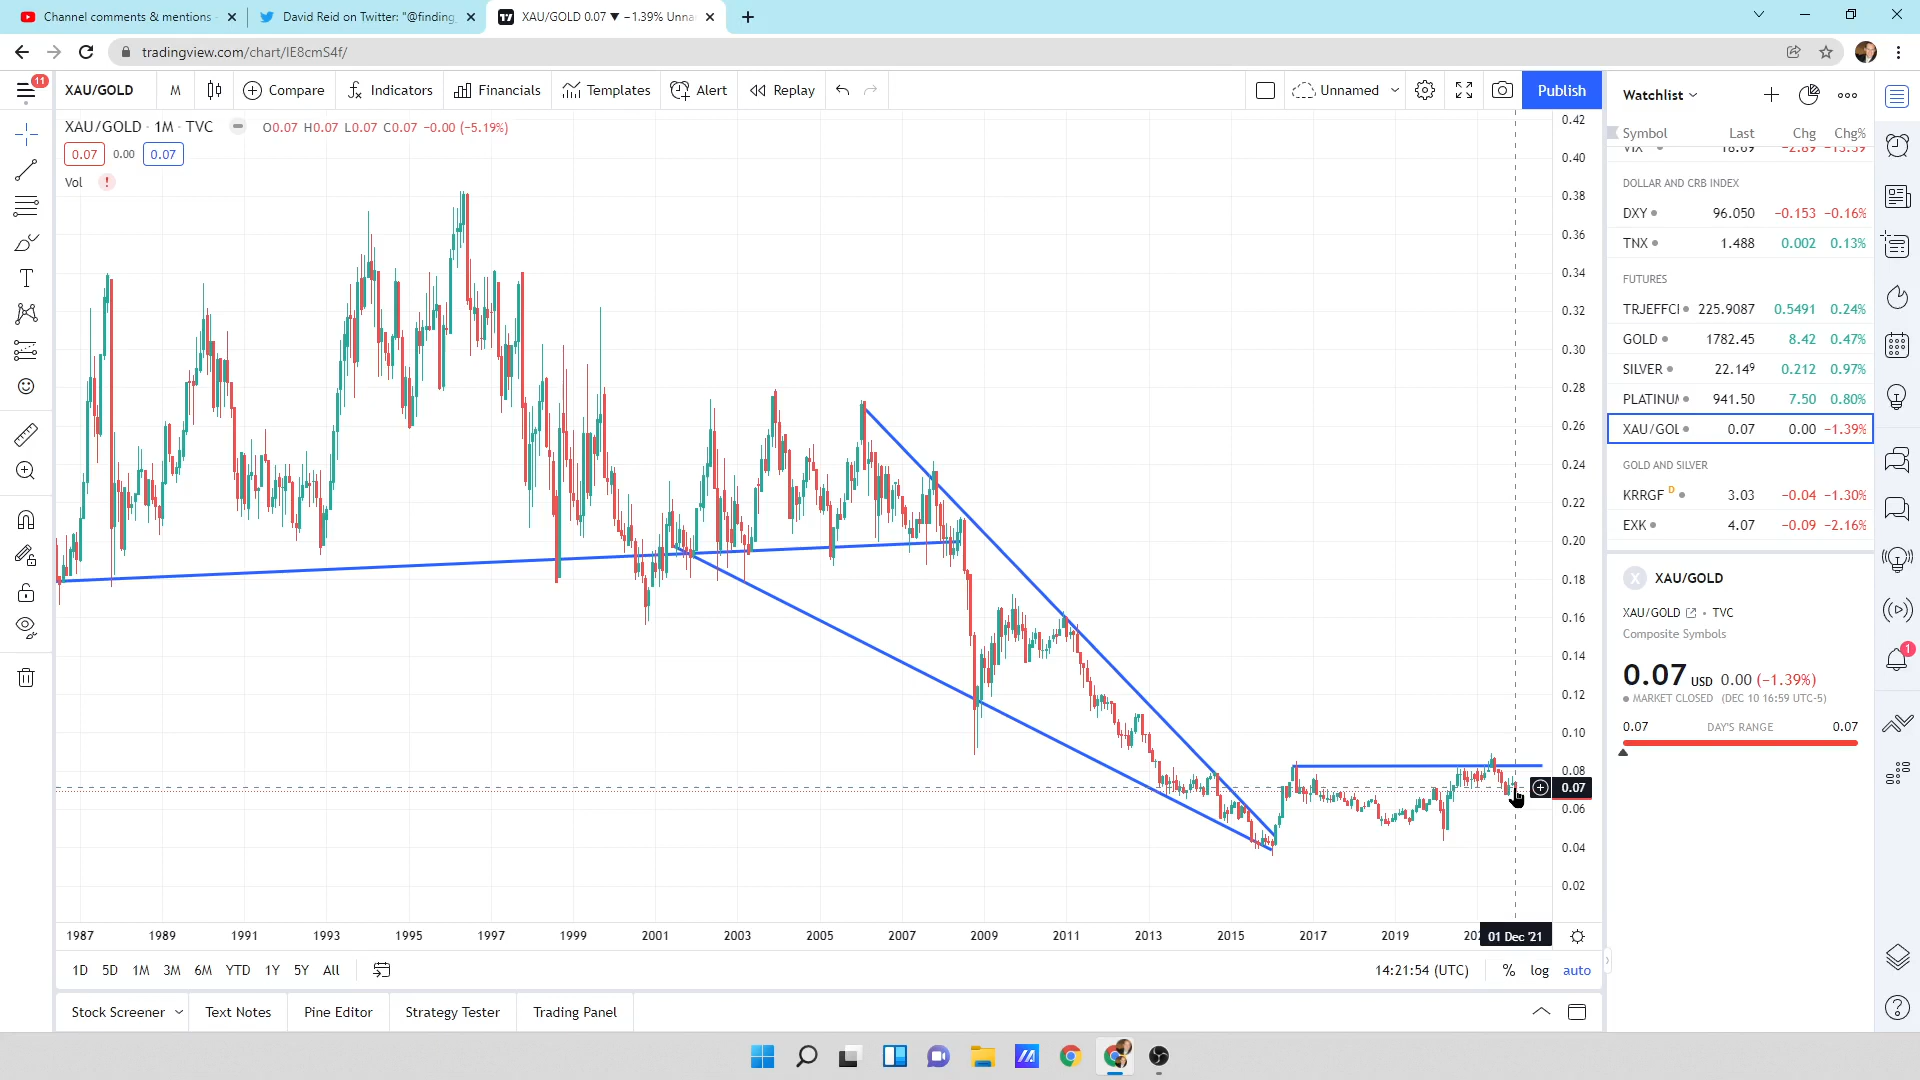 Channel comments & mentions
David Reid on Twitter: "@finding
XAU/GOLD 0.07 ▼ −1.39% Unna
tradingview.com/chart/IE8cmS4f/
11
XAU/GOLD
M
Compare
Indicators
Financials
Templates
Alert
Replay
Unnamed
Publish
XAU/GOLD · 1M · TVC
O0.07 H0.07 L0.07 C0.07 −0.00 (−5.19%)
0.07 0.00 0.07
Vol !
0.42
0.40
0.38
0.36
0.34
0.32
0.30
0.28
0.26
0.24
0.22
0.20
0.18
0.16
0.14
0.12
0.10
0.08
0.07
0.06
0.04
0.02
1987 1989 1991 1993 1995 1997 1999 2001 2003 2005 2007 2009 2011 2013 2015 2017 2019 01 Dec '21
1D 5D 1M 3M 6M YTD 1Y 5Y All
14:21:54 (UTC) % log auto
Stock Screener Text Notes Pine Editor Strategy Tester Trading Panel
Watchlist
Symbol Last Chg Chg%
VIX 18.69 −2.89 −13.39
DOLLAR AND CRB INDEX
DXY 96.050 −0.153 −0.16%
TNX 1.488 0.002 0.13%
FUTURES
TRJEFFCI 225.9087 0.5491 0.24%
GOLD 1782.45 8.42 0.47%
SILVER 22.14⁹ 0.212 0.97%
PLATINUM 941.50 7.50 0.80%
XAU/GOL 0.07 0.00 −1.39%
GOLD AND SILVER
KRRGF D 3.03 −0.04 −1.30%
EXK 4.07 −0.09 −2.16%
X XAU/GOLD
XAU/GOLD • TVC
Composite Symbols
0.07 USD 0.00 (−1.39%)
MARKET CLOSED (DEC 10 16:59 UTC-5)
0.07 DAY'S RANGE 0.07
1